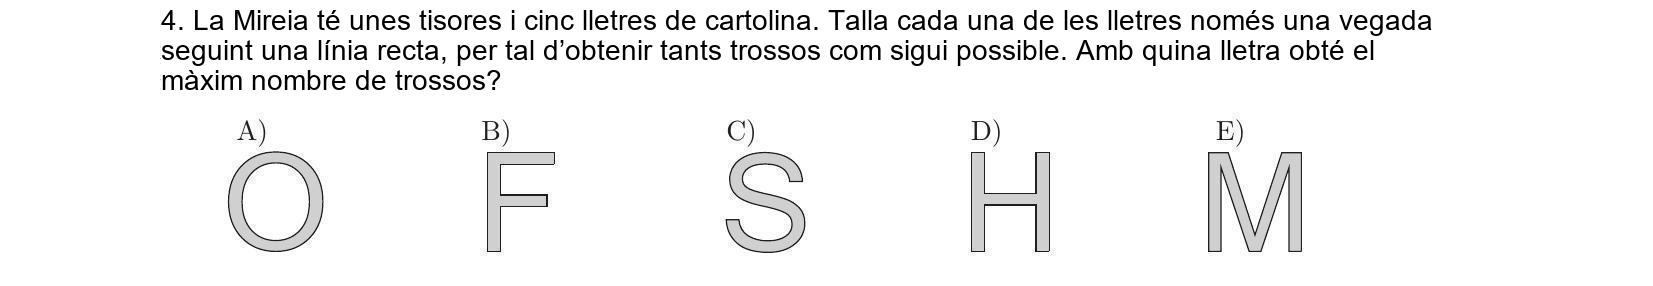 4. La Mireia té unes tisores i cinc lletres de cartolina. Talla cada una de les lletres només una vegada
seguint una línia recta, per tal d’obtenir tants trossos com sigui possible. Amb quina lletra obté el
màxim nombre de trossos?
A) B) C) D) E)
O F S H M